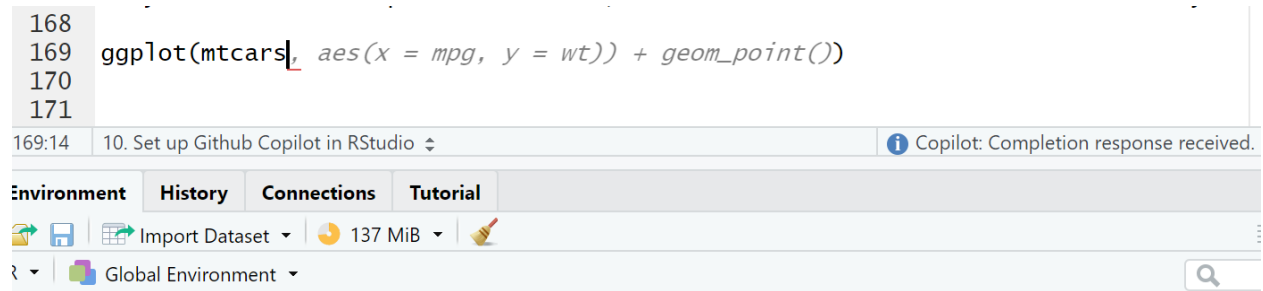 168
169 ggplot(mtcars, aes(x = mpg, y = wt)) + geom_point())
170
171
169:14 10. Set up Github Copilot in RStudio Copilot: Completion response received.
Environment History Connections Tutorial
Import Dataset 137 MiB
R Global Environment